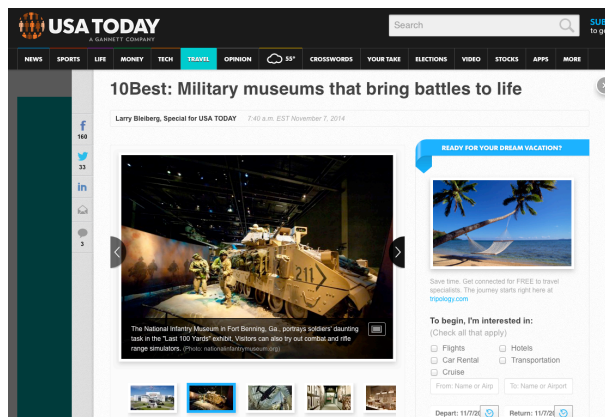 USA TODAY
A GANNETT COMPANY
Search
SUB
to g
NEWS SPORTS LIFE MONEY TECH TRAVEL OPINION 55° CROSSWORDS YOUR TAKE ELECTIONS VIDEO STOCKS APPS MORE
10Best: Military museums that bring battles to life
Larry Bleiberg, Special for USA TODAY 7:40 a.m. EST November 7, 2014
160
33
in
3
211
The National Infantry Museum in Fort Benning, Ga., portrays soldiers' daunting
task in the "Last 100 Yards" exhibit. Visitors can also try out combat and rifle
range simulators. (Photo: nationalinfantrymuseum.org)
READY FOR YOUR DREAM VACATION?
Save time. Get connected for FREE to travel
specialists. The journey starts right here at
tripology.com
To begin, I'm interested in:
(Check all that apply)
Flights Hotels
Car Rental Transportation
Cruise
From: Name or Airp To: Name or Airport
Depart: 11/7/20 Return: 11/7/20